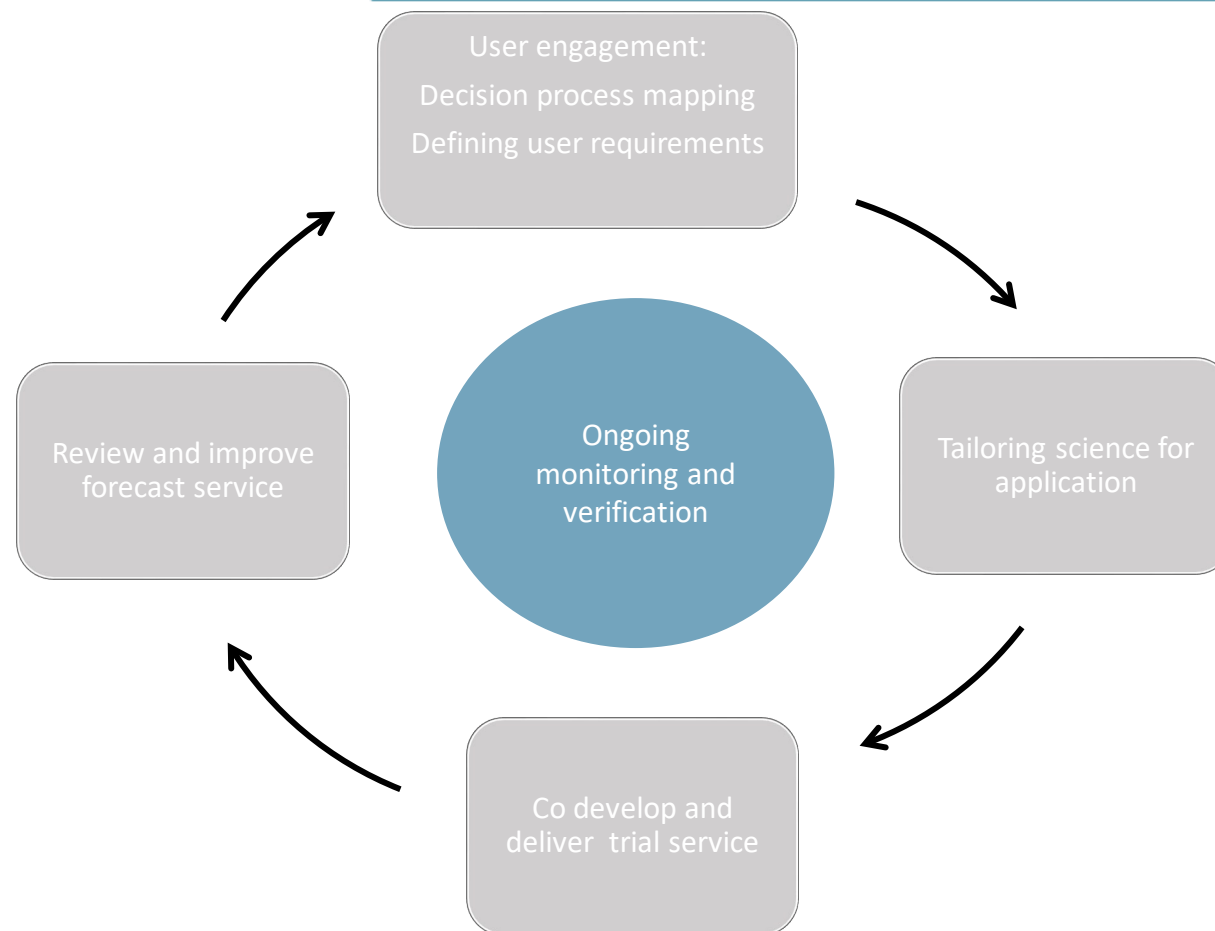 User engagement:
Decision process mapping
Defining user requirements
Ongoing
monitoring and
verification
Review and improve
forecast service
Tailoring science for
application
Co develop and
deliver  trial service